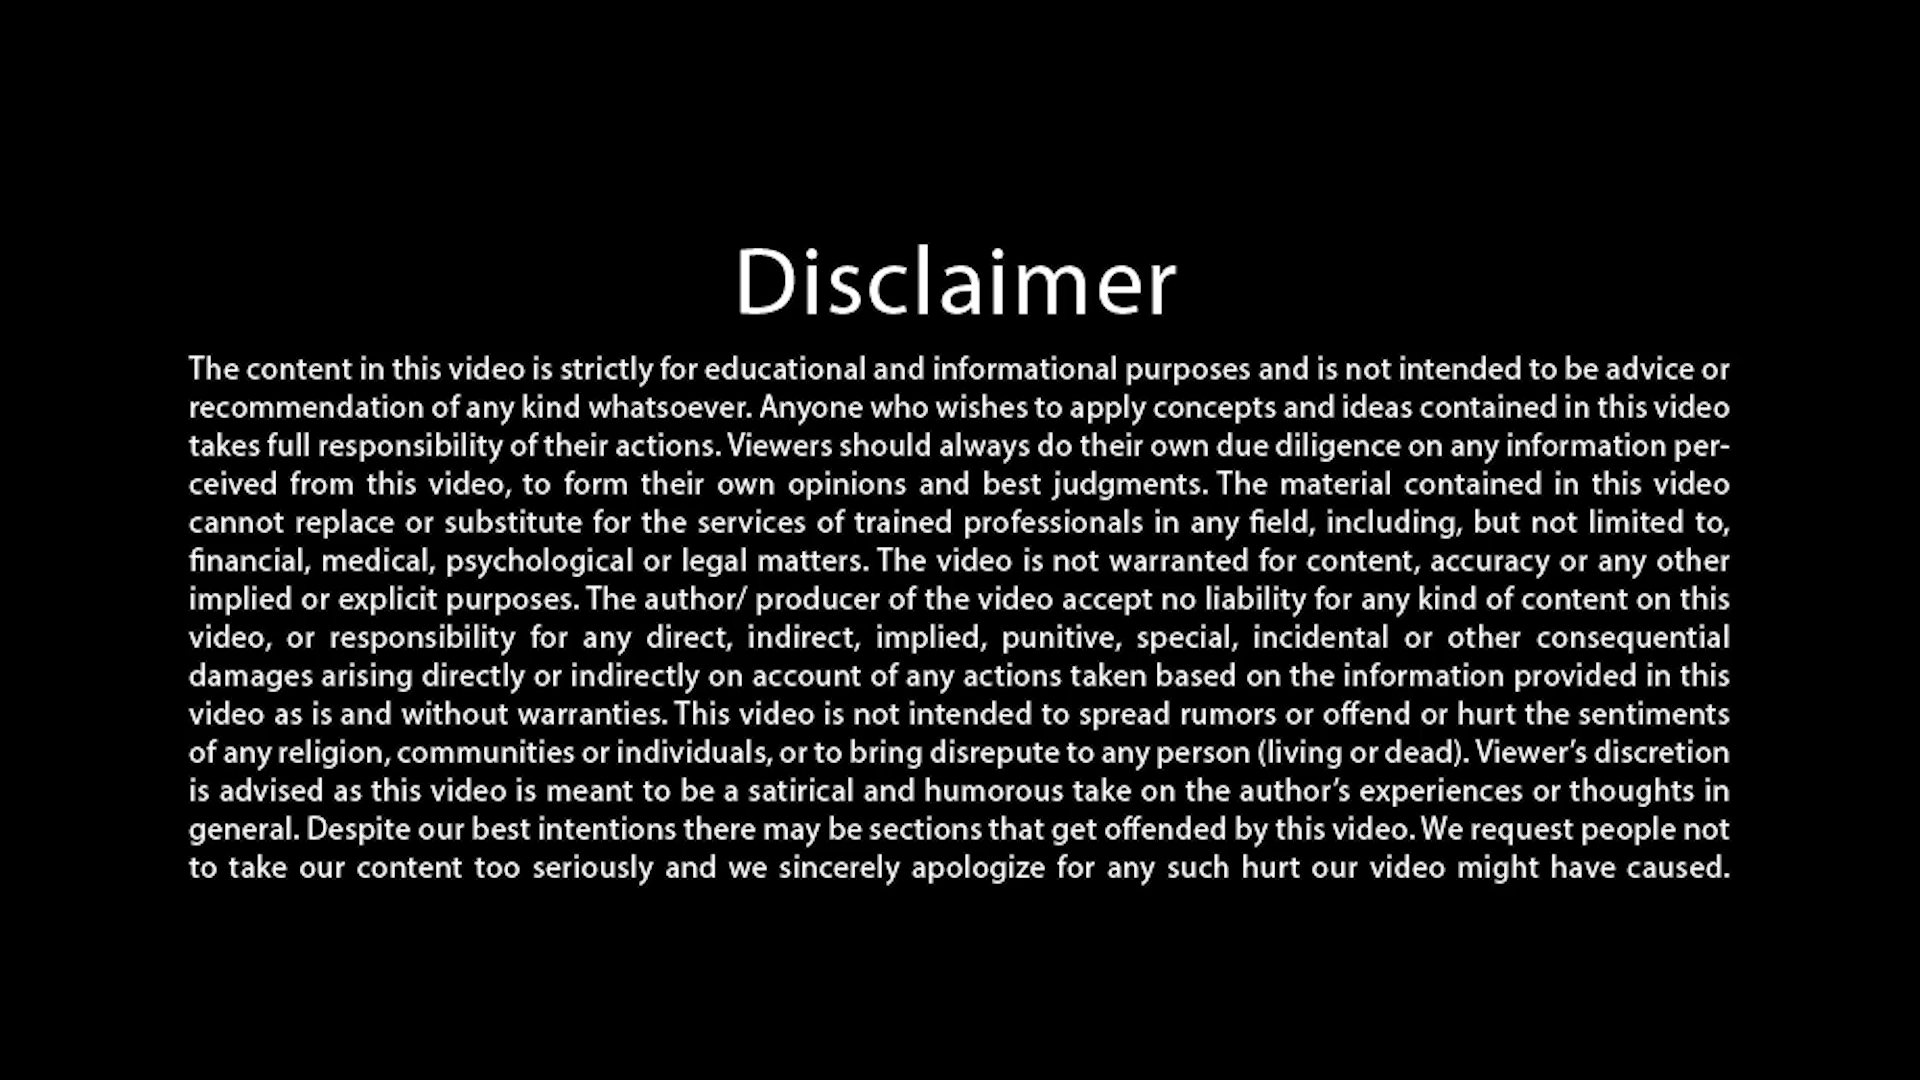 Disclaimer
The content in this video is strictly for educational and informational purposes and is not intended to be advice or
recommendation of any kind whatsoever. Anyone who wishes to apply concepts and ideas contained in this video
takes full responsibility of their actions. Viewers should always do their own due diligence on any information per-
ceived from this video, to form their own opinions and best judgments. The material contained in this video
cannot replace or substitute for the services of trained professionals in any field, including, but not limited to,
financial, medical, psychological or legal matters. The video is not warranted for content, accuracy or any other
implied or explicit purposes. The author/ producer of the video accept no liability for any kind of content on this
video, or responsibility for any direct, indirect, implied, punitive, special, incidental or other consequential
damages arising directly or indirectly on account of any actions taken based on the information provided in this
video as is and without warranties. This video is not intended to spread rumors or offend or hurt the sentiments
of any religion, communities or individuals, or to bring disrepute to any person (living or dead). Viewer’s discretion
is advised as this video is meant to be a satirical and humorous take on the author’s experiences or thoughts in
general. Despite our best intentions there may be sections that get offended by this video. We request people not
to take our content too seriously and we sincerely apologize for any such hurt our video might have caused.